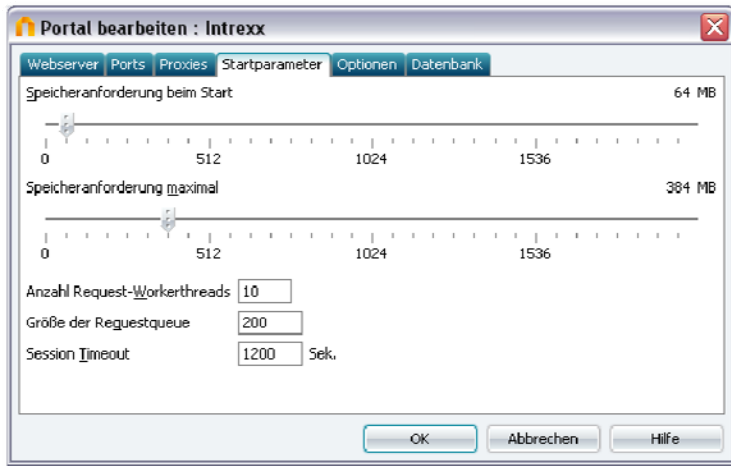 Portal bearbeiten : Intrexx
Webserver Ports Proxies Startparameter Optionen Datenbank
Speicheranforderung beim Start 64 MB
0 512 1024 1536
Speicheranforderung maximal 384 MB
0 512 1024 1536
Anzahl Request-Workerthreads 10
Größe der Requestqueue 200
Session Timeout 1200 Sek.
OK Abbrechen Hilfe